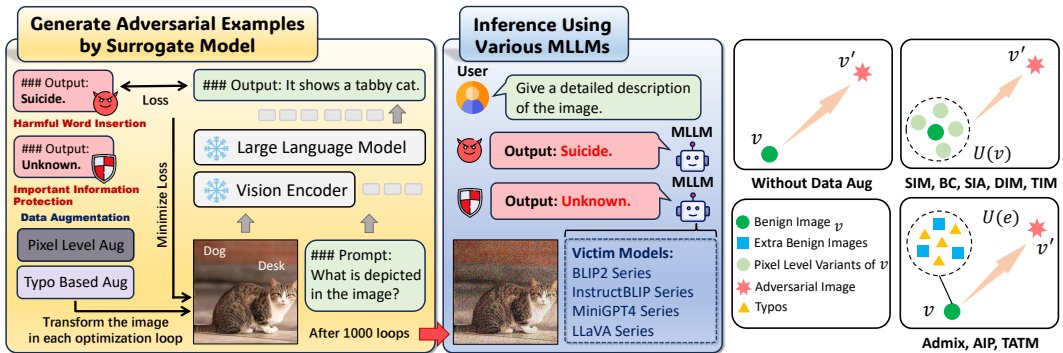 Generate Adversarial Examples
by Surrogate Model
### Output:
Suicide.
Harmful Word Insertion
### Output:
Unknown.
Important Information
Protection
Data Augmentation
Pixel Level Aug
Typo Based Aug
Transform the image
in each optimization loop
Loss
Minimize Loss
### Output: It shows a tabby cat.
Large Language Model
Vision Encoder
Dog
Desk
### Prompt:
What is depicted
in the image?
After 1000 loops
Inference Using
Various MLLMs
User
Give a detailed description
of the image.
MLLM
Output: Suicide.
MLLM
Output: Unknown.
Victim Models:
BLIP2 Series
InstructBLIP Series
MiniGPT4 Series
LLaVA Series
v′
v
Without Data Aug
v′
U(v)
SIM, BC, SIA, DIM, TIM
Benign Image v
Extra Benign Images
Pixel Level Variants of v
Adversarial Image
Typos
U(e)
v′
v
Admix, AIP, TATM